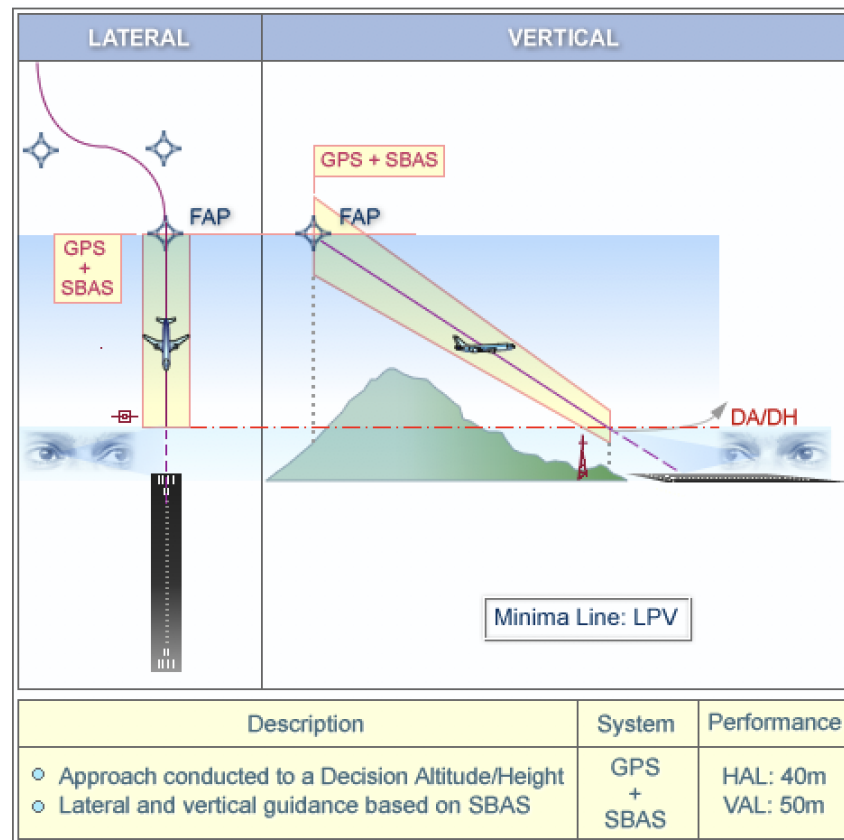 LATERAL
VERTICAL
GPS + SBAS
FAP
FAP
GPS
+
SBAS
DA/DH
Minima Line: LPV
Description
System
Performance
Approach conducted to a Decision Altitude/Height
Lateral and vertical guidance based on SBAS
GPS
+
SBAS
HAL: 40m
VAL: 50m